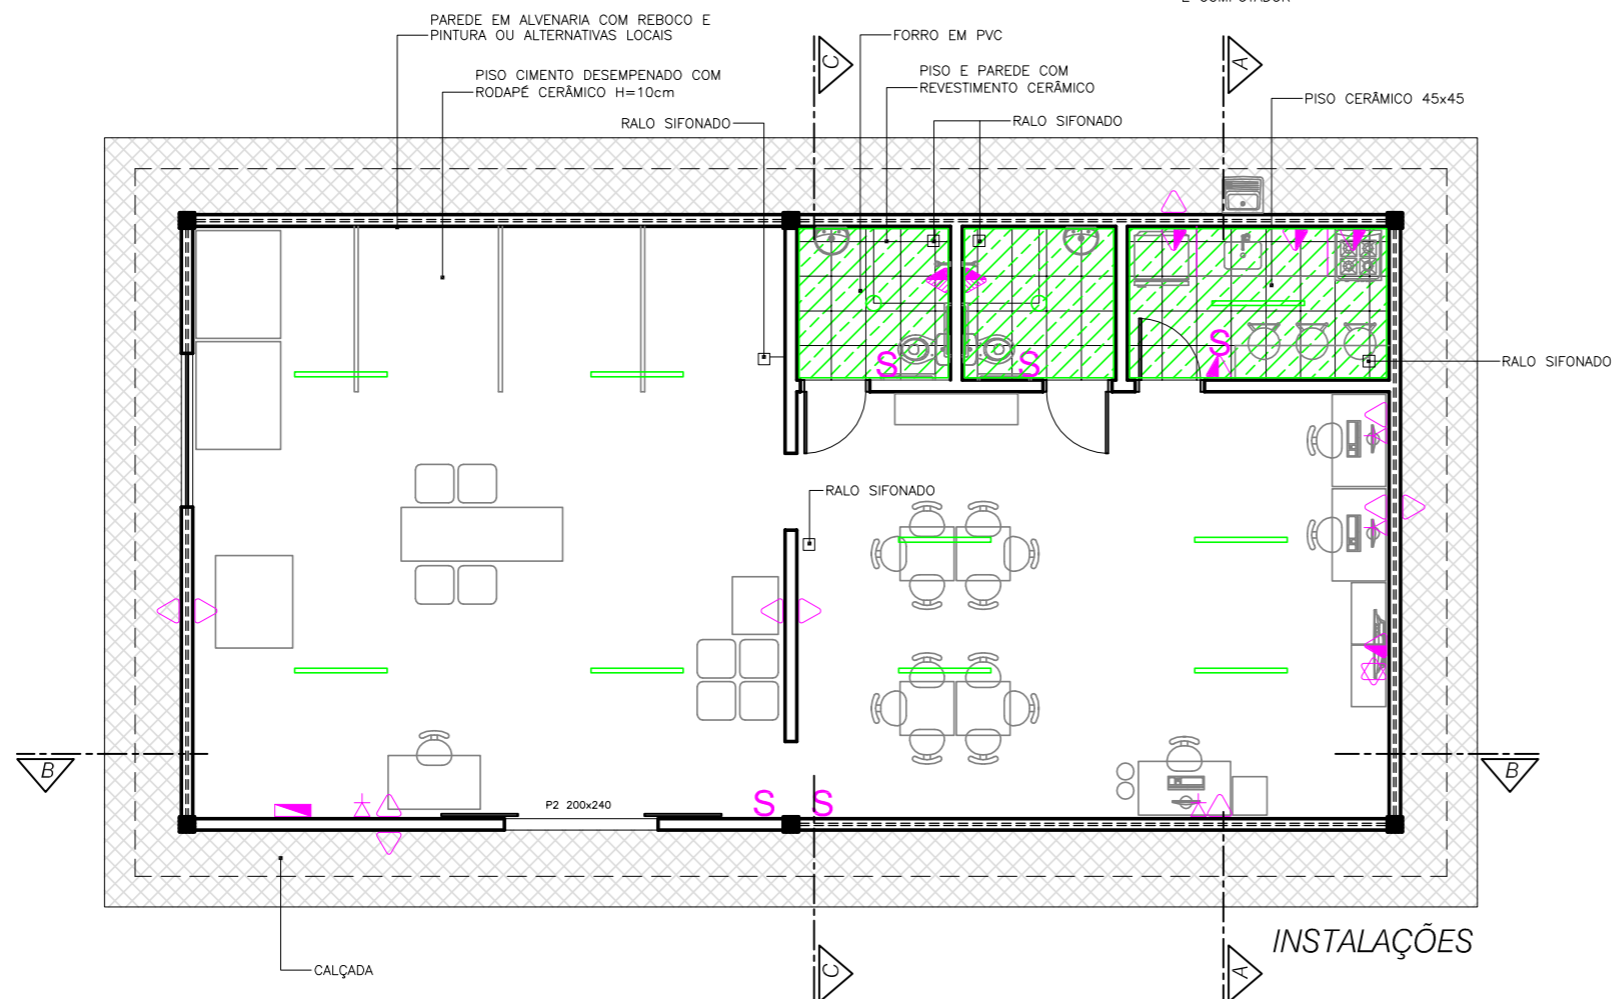 E COMPUTADOR
PAREDE EM ALVENARIA COM REBOCO E
PINTURA OU ALTERNATIVAS LOCAIS
FORRO EM PVC
C
A
PISO CIMENTO DESEMPENADO COM
RODAPÉ CERÂMICO H=10cm
PISO E PAREDE COM
REVESTIMENTO CERÂMICO
PISO CERÂMICO 45x45
RALO SIFONADO
RALO SIFONADO
S
S
S
RALO SIFONADO
RALO SIFONADO
B
B
P2 200x240
S
S
INSTALAÇÕES
CALÇADA
C
A